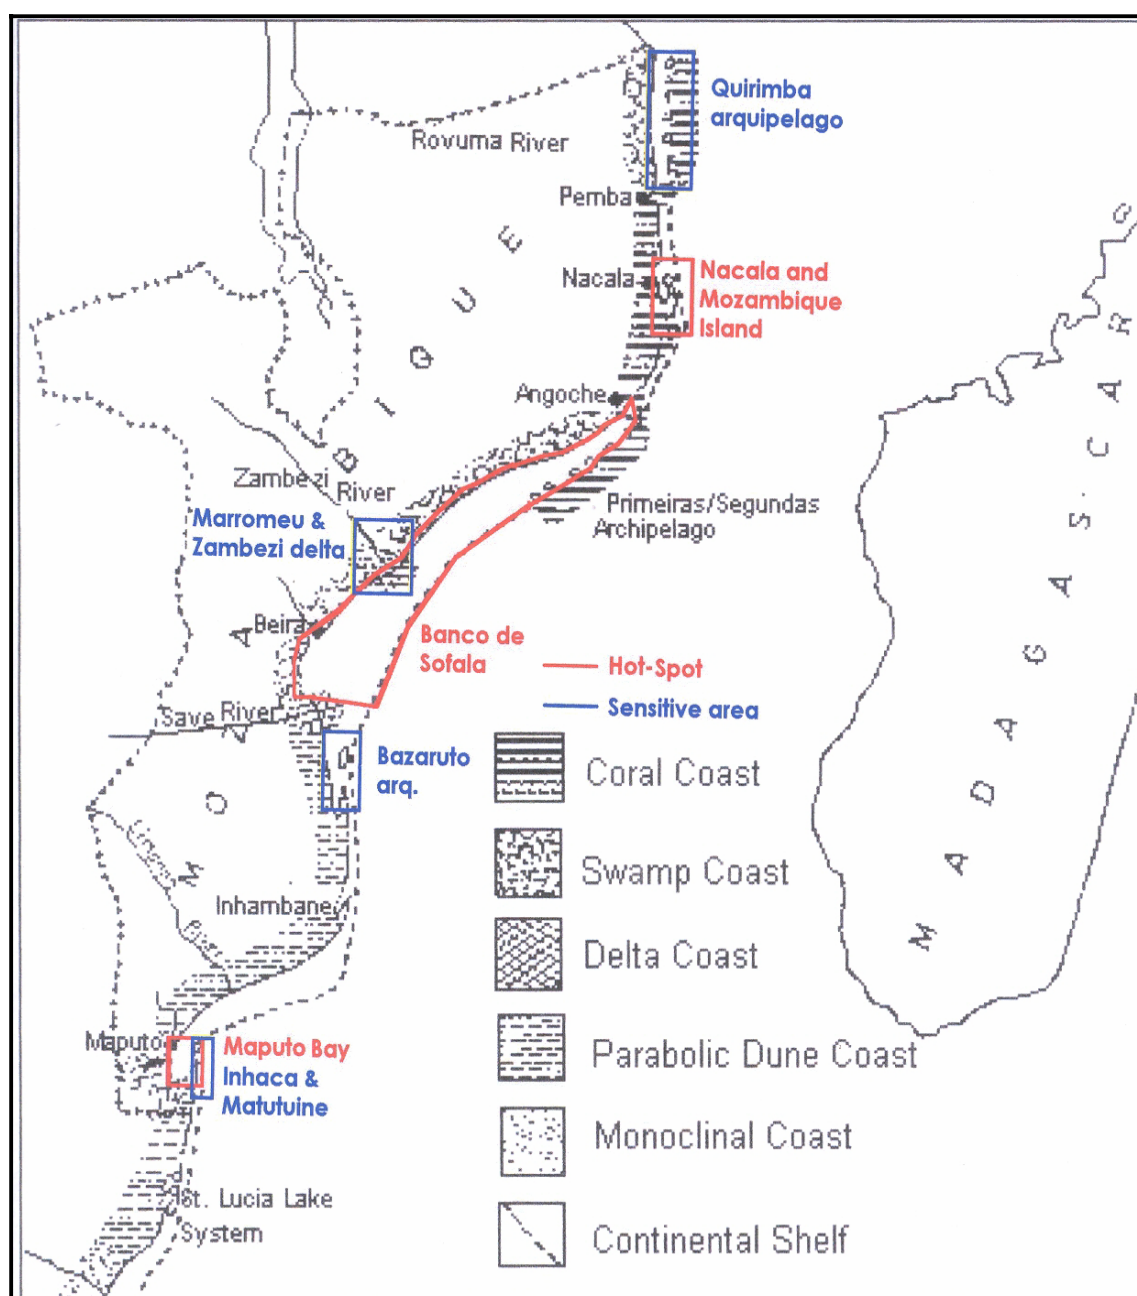 Quirimba
arquipelago
Rovuma River
Pemba
Nacala
Nacala and
Mozambique
Island
Angoche
Zambezi
River
Primeiras/Segundas
Archipelago
Marromeu &
Zambezi delta
Beira
Banco de
Sofala
Hot-Spot
Sensitive area
Save River
Bazaruto
arq.
Coral Coast
Swamp Coast
Inhambane
Delta Coast
Maputo
Maputo Bay
Inhaca &
Matutuine
Parabolic Dune Coast
Monoclinal Coast
St. Lucia Lake
System
Continental Shelf
MOZAMBIQUE
MADAGASCAR